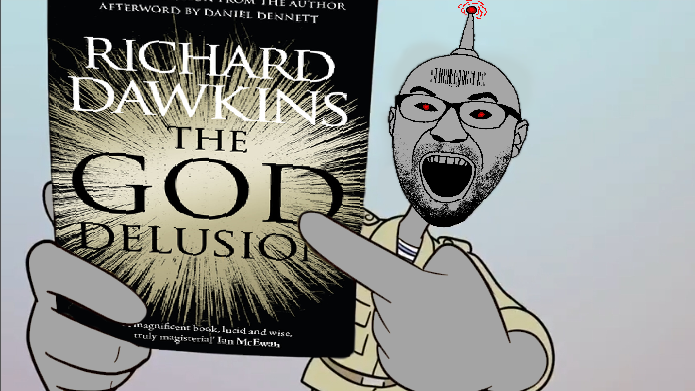 FROM THE AUTHOR
AFTERWORD BY DANIEL DENNETT
RICHARD
DAWKINS
THE
GOD
DELUSION
magnificent book, lucid and wise,
truly magisterial' Ian McEwan